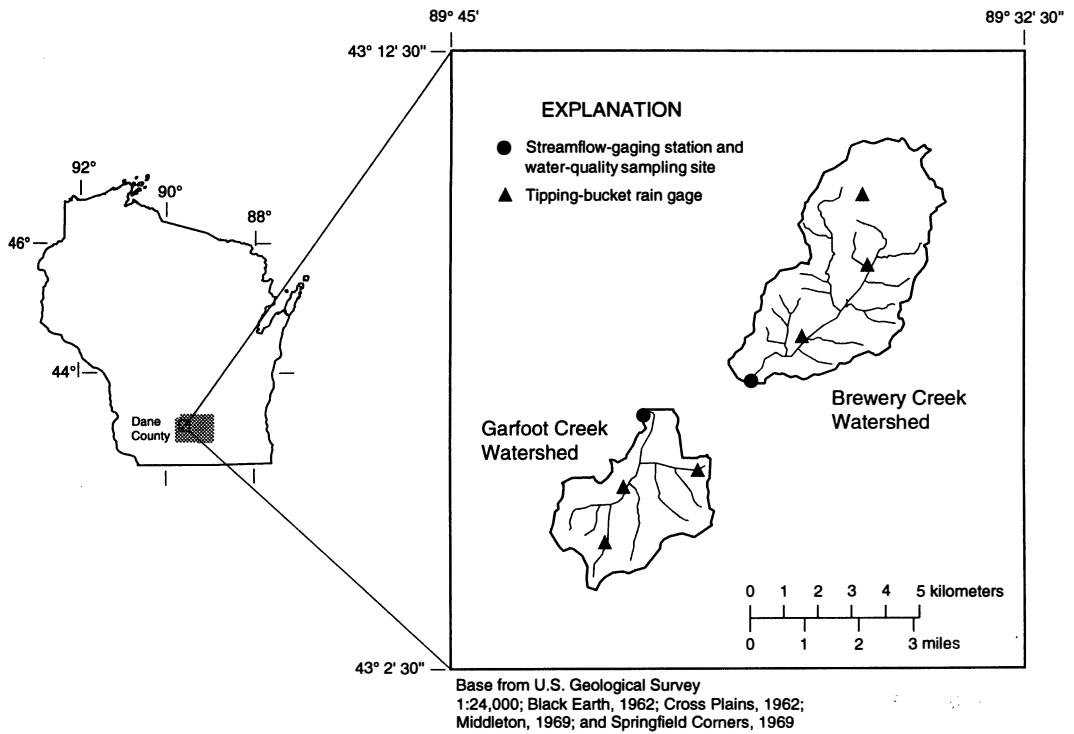 89° 45'
89° 32' 30"
43° 12' 30"
EXPLANATION
Streamflow-gaging station and
water-quality sampling site
Tipping-bucket rain gage
92°
90°
88°
46°
44°
Dane
County
Brewery Creek
Watershed
Garfoot Creek
Watershed
0 1 2 3 4 5 kilometers
0 1 2 3 miles
43° 2' 30"
Base from U.S. Geological Survey
1:24,000; Black Earth, 1962; Cross Plains, 1962;
Middleton, 1969; and Springfield Corners, 1969